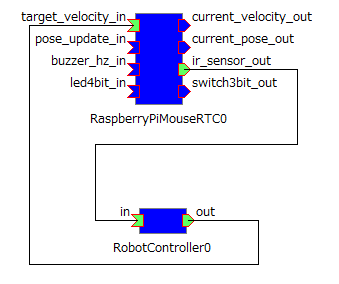 target_velocity_in current_velocity_out
pose_update_in current_pose_out
buzzer_hz_in ir_sensor_out
led4bit_in switch3bit_out
RaspberryPiMouseRTC0
in out
RobotController0